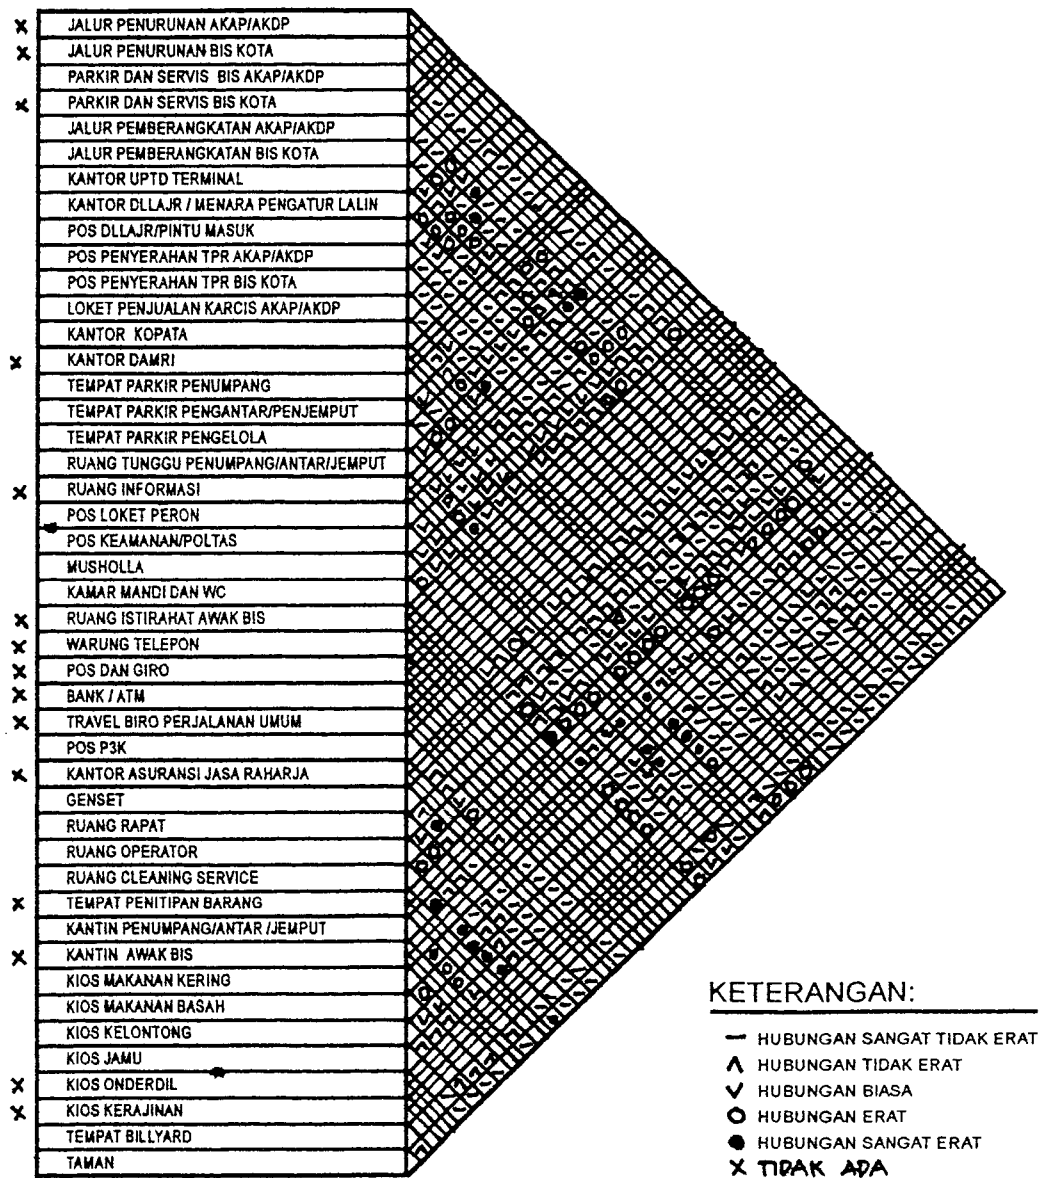 X JALUR PENURUNAN AKAP/AKDP
X JALUR PENURUNAN BIS KOTA
PARKIR DAN SERVIS BIS AKAP/AKDP
X PARKIR DAN SERVIS BIS KOTA
JALUR PEMBERANGKATAN AKAP/AKDP
JALUR PEMBERANGKATAN BIS KOTA
KANTOR UPTD TERMINAL
KANTOR DLLAJR / MENARA PENGATUR LALIN
POS DLLAJR/PINTU MASUK
POS PENYERAHAN TPR AKAP/AKDP
POS PENYERAHAN TPR BIS KOTA
LOKET PENJUALAN KARCIS AKAP/AKDP
KANTOR KOPATA
X KANTOR DAMRI
TEMPAT PARKIR PENUMPANG
TEMPAT PARKIR PENGANTAR/PENJEMPUT
TEMPAT PARKIR PENGELOLA
RUANG TUNGGU PENUMPANG/ANTAR/JEMPUT
X RUANG INFORMASI
POS LOKET PERON
POS KEAMANAN/POLTAS
MUSHOLLA
KAMAR MANDI DAN WC
X RUANG ISTIRAHAT AWAK BIS
X WARUNG TELEPON
X POS DAN GIRO
X BANK / ATM
X TRAVEL BIRO PERJALANAN UMUM
POS P3K
X KANTOR ASURANSI JASA RAHARJA
GENSET
RUANG RAPAT
RUANG OPERATOR
RUANG CLEANING SERVICE
X TEMPAT PENITIPAN BARANG
KANTIN PENUMPANG/ANTAR /JEMPUT
X KANTIN AWAK BIS
KIOS MAKANAN KERING
KIOS MAKANAN BASAH
KIOS KELONTONG
KIOS JAMU
X KIOS ONDERDIL
X KIOS KERAJINAN
TEMPAT BILLYARD
TAMAN
KETERANGAN:
HUBUNGAN SANGAT TIDAK ERAT
HUBUNGAN TIDAK ERAT
HUBUNGAN BIASA
HUBUNGAN ERAT
HUBUNGAN SANGAT ERAT
X TIDAK ADA